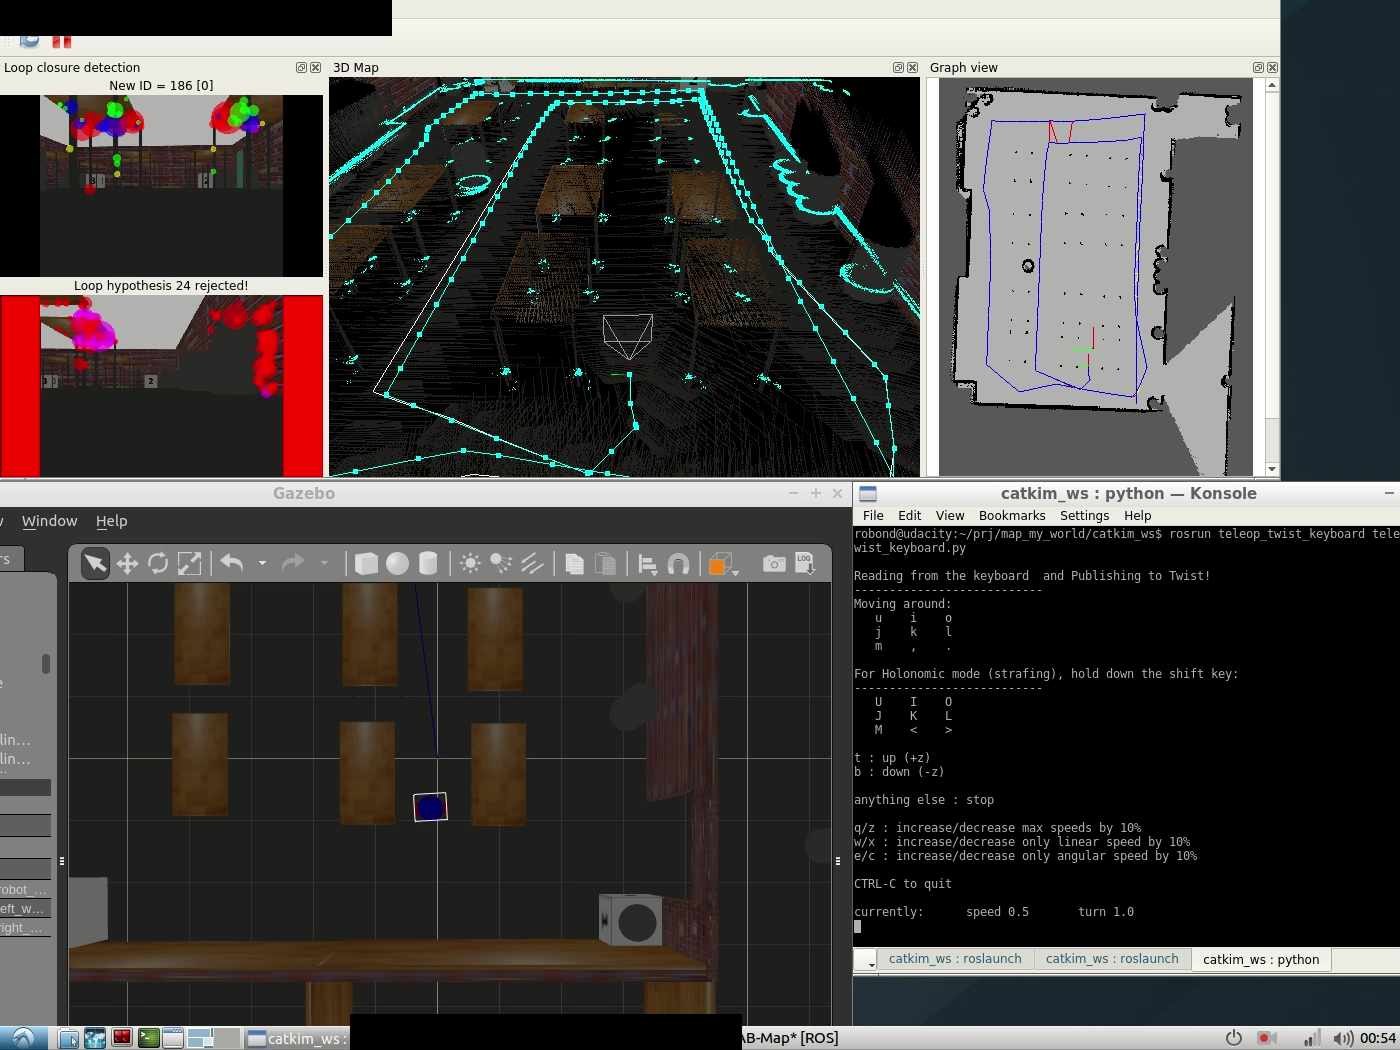 Loop closure detection
New ID = 186 [0]
Loop hypothesis 24 rejected!
2
3D Map
Graph view
Gazebo
Window Help
LOG
catkim_ws : python — Konsole
File Edit View Bookmarks Settings Help
robond@udacity:~/prj/map_my_world/catkim_ws$ rosrun teleop_twist_keyboard tele
wist_keyboard.py
Reading from the keyboard  and Publishing to Twist!
---------------------------
Moving around:
u i o
j k l
m , .
For Holonomic mode (strafing), hold down the shift key:
---------------------------
U I O
J K L
M < >
t : up (+z)
b : down (-z)
anything else : stop
q/z : increase/decrease max speeds by 10%
w/x : increase/decrease only linear speed by 10%
e/c : increase/decrease only angular speed by 10%
CTRL-C to quit
currently: speed 0.5 turn 1.0
catkim_ws : roslaunch
catkim_ws : roslaunch
catkim_ws : python
lin...
lin...
robot_...
eft_w...
right_...
catkim_ws :
AB-Map* [ROS]
00:54